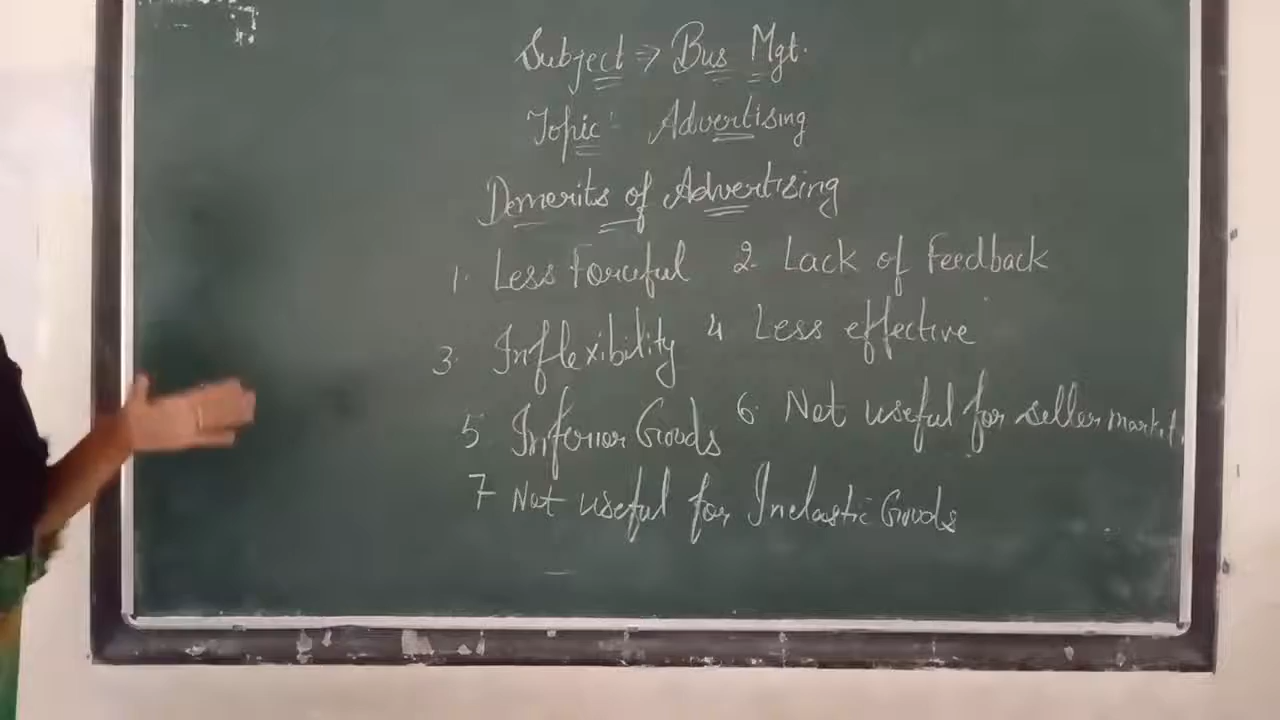 Subject ⇒ Bus Mgt.
Topic: Advertising
Demerits of Advertising
1. Less Forceful 2. Lack of Feedback
3. Inflexibility 4 Less effective
5 Inferior Goods 6. Not useful for seller market.
7 Not useful for Inelastic Goods